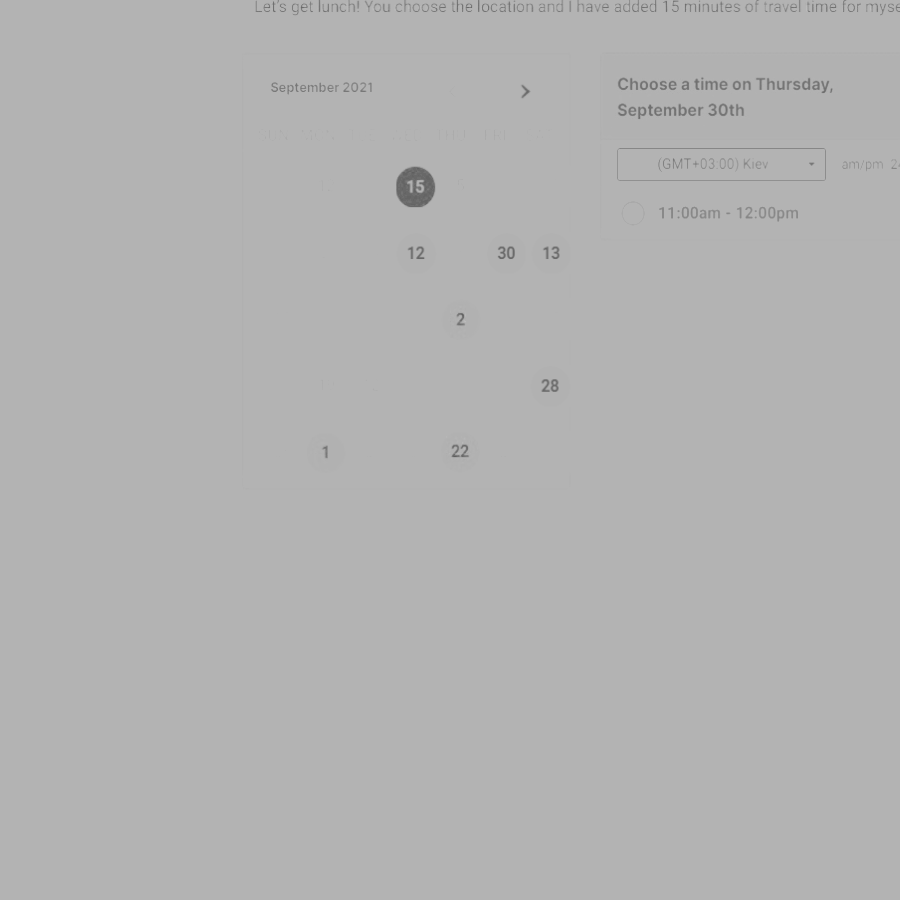 Let's get lunch! You choose the location and I have added 15 minutes of travel time for myse
September 2021
Choose a time on Thursday,
September 30th
(GMT+03:00) Kiev
am/pm 24
11:00am - 12:00pm
15
12 30 13
2
28
1 22